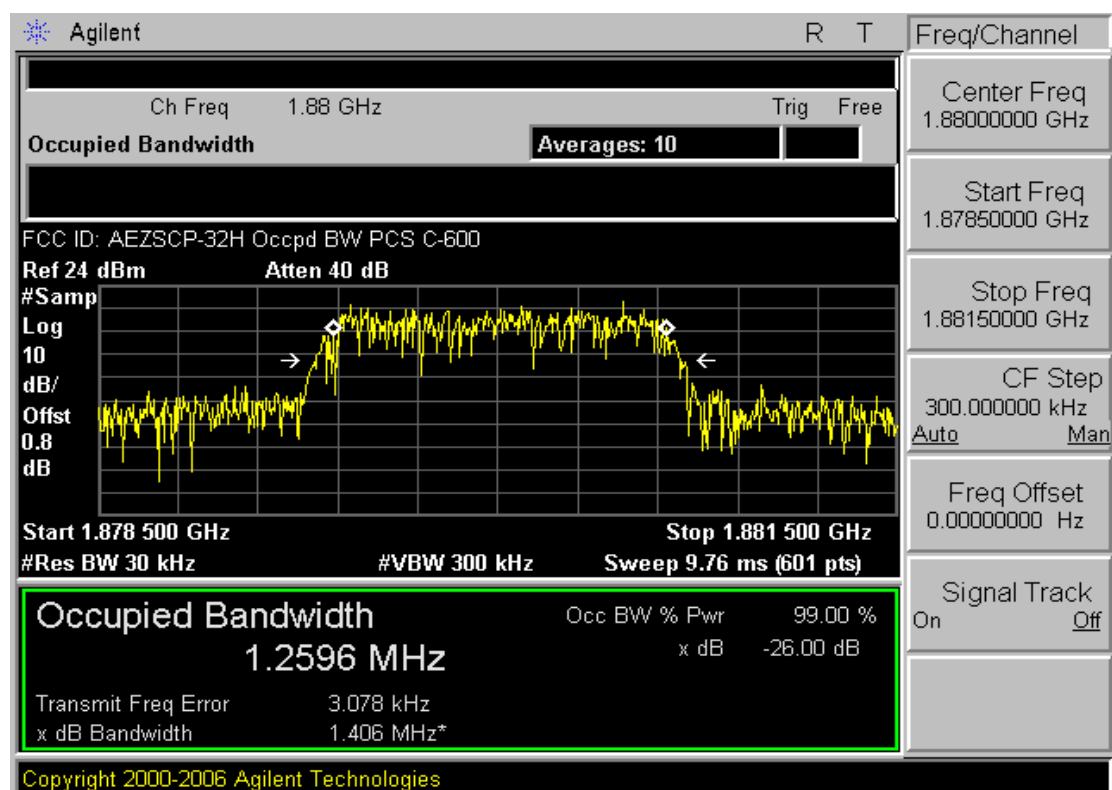 Agilent R T
Freq/Channel
Ch Freq 1.88 GHz Trig Free
Occupied Bandwidth Averages: 10
Center Freq
1.88000000 GHz
Start Freq
1.87850000 GHz
Stop Freq
1.88150000 GHz
CF Step
300.000000 kHz
Auto Man
Freq Offset
0.00000000 Hz
Signal Track
On Off
FCC ID: AEZSCP-32H Occpd BW PCS C-600
Ref 24 dBm Atten 40 dB
#Samp
Log
10
dB/
Offst
0.8
dB
Start 1.878 500 GHz Stop 1.881 500 GHz
#Res BW 30 kHz #VBW 300 kHz Sweep 9.76 ms (601 pts)
Occupied Bandwidth Occ BW % Pwr 99.00 %
1.2596 MHz x dB -26.00 dB
Transmit Freq Error 3.078 kHz
x dB Bandwidth 1.406 MHz*
Copyright 2000-2006 Agilent Technologies